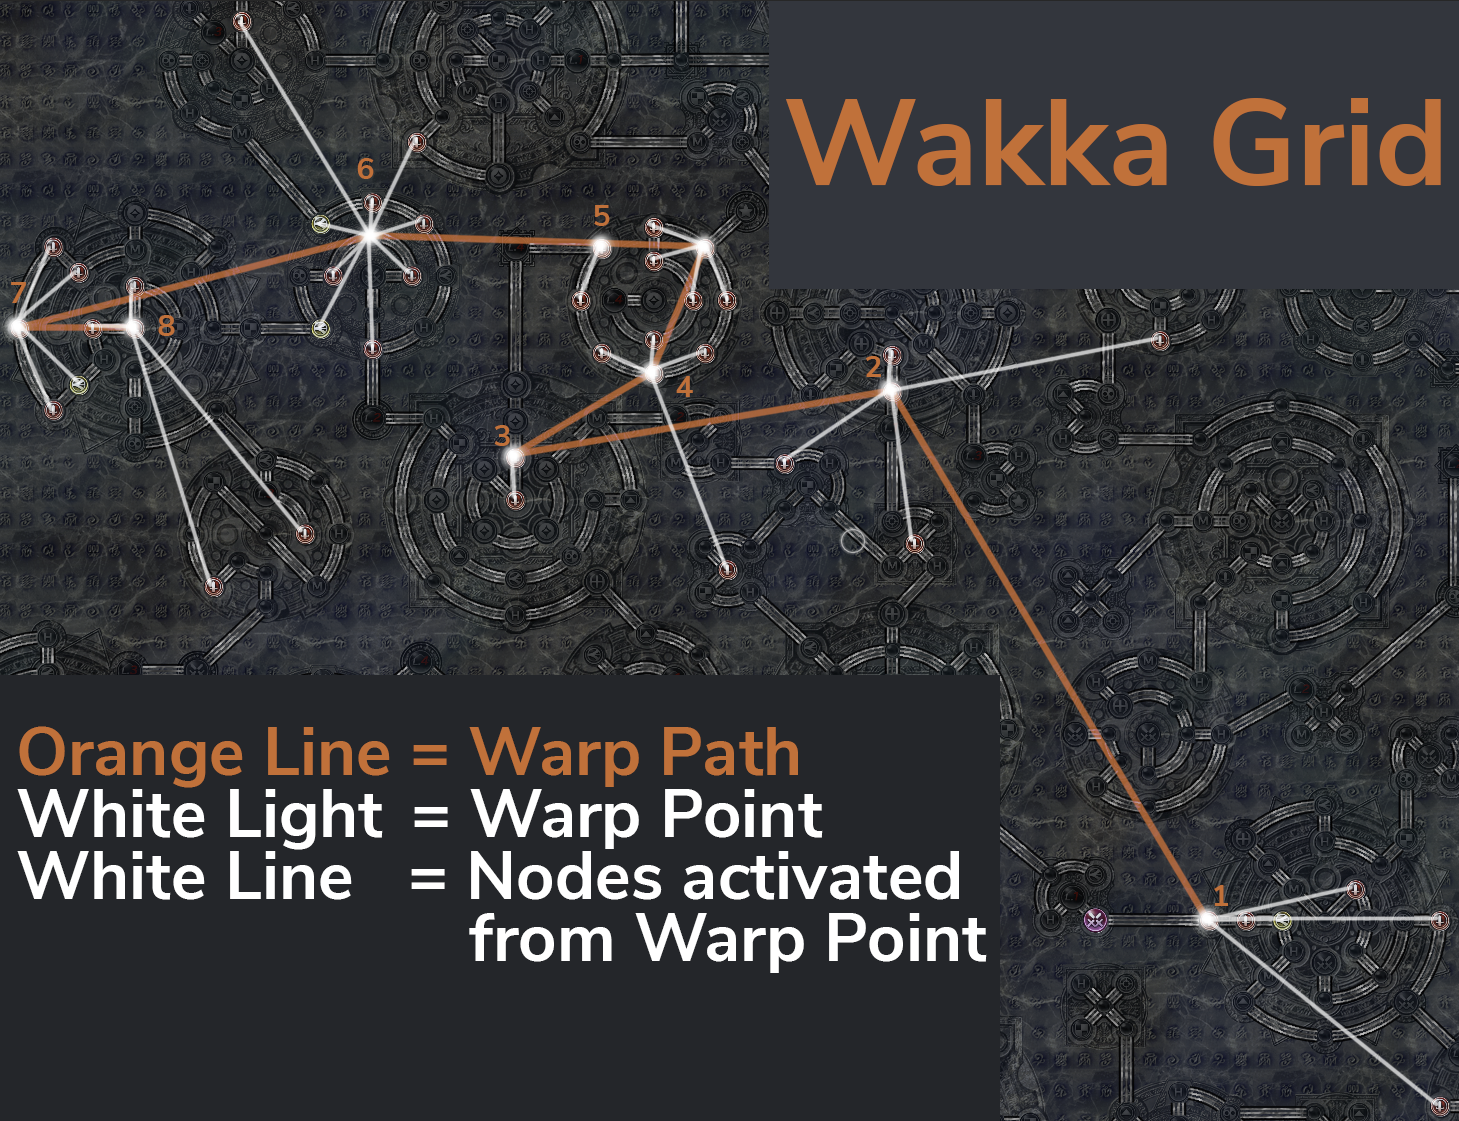 Wakka Grid
6
5
7
8
2
4
3
1
Orange Line = Warp Path
White Light = Warp Point
White Line = Nodes activated
from Warp Point